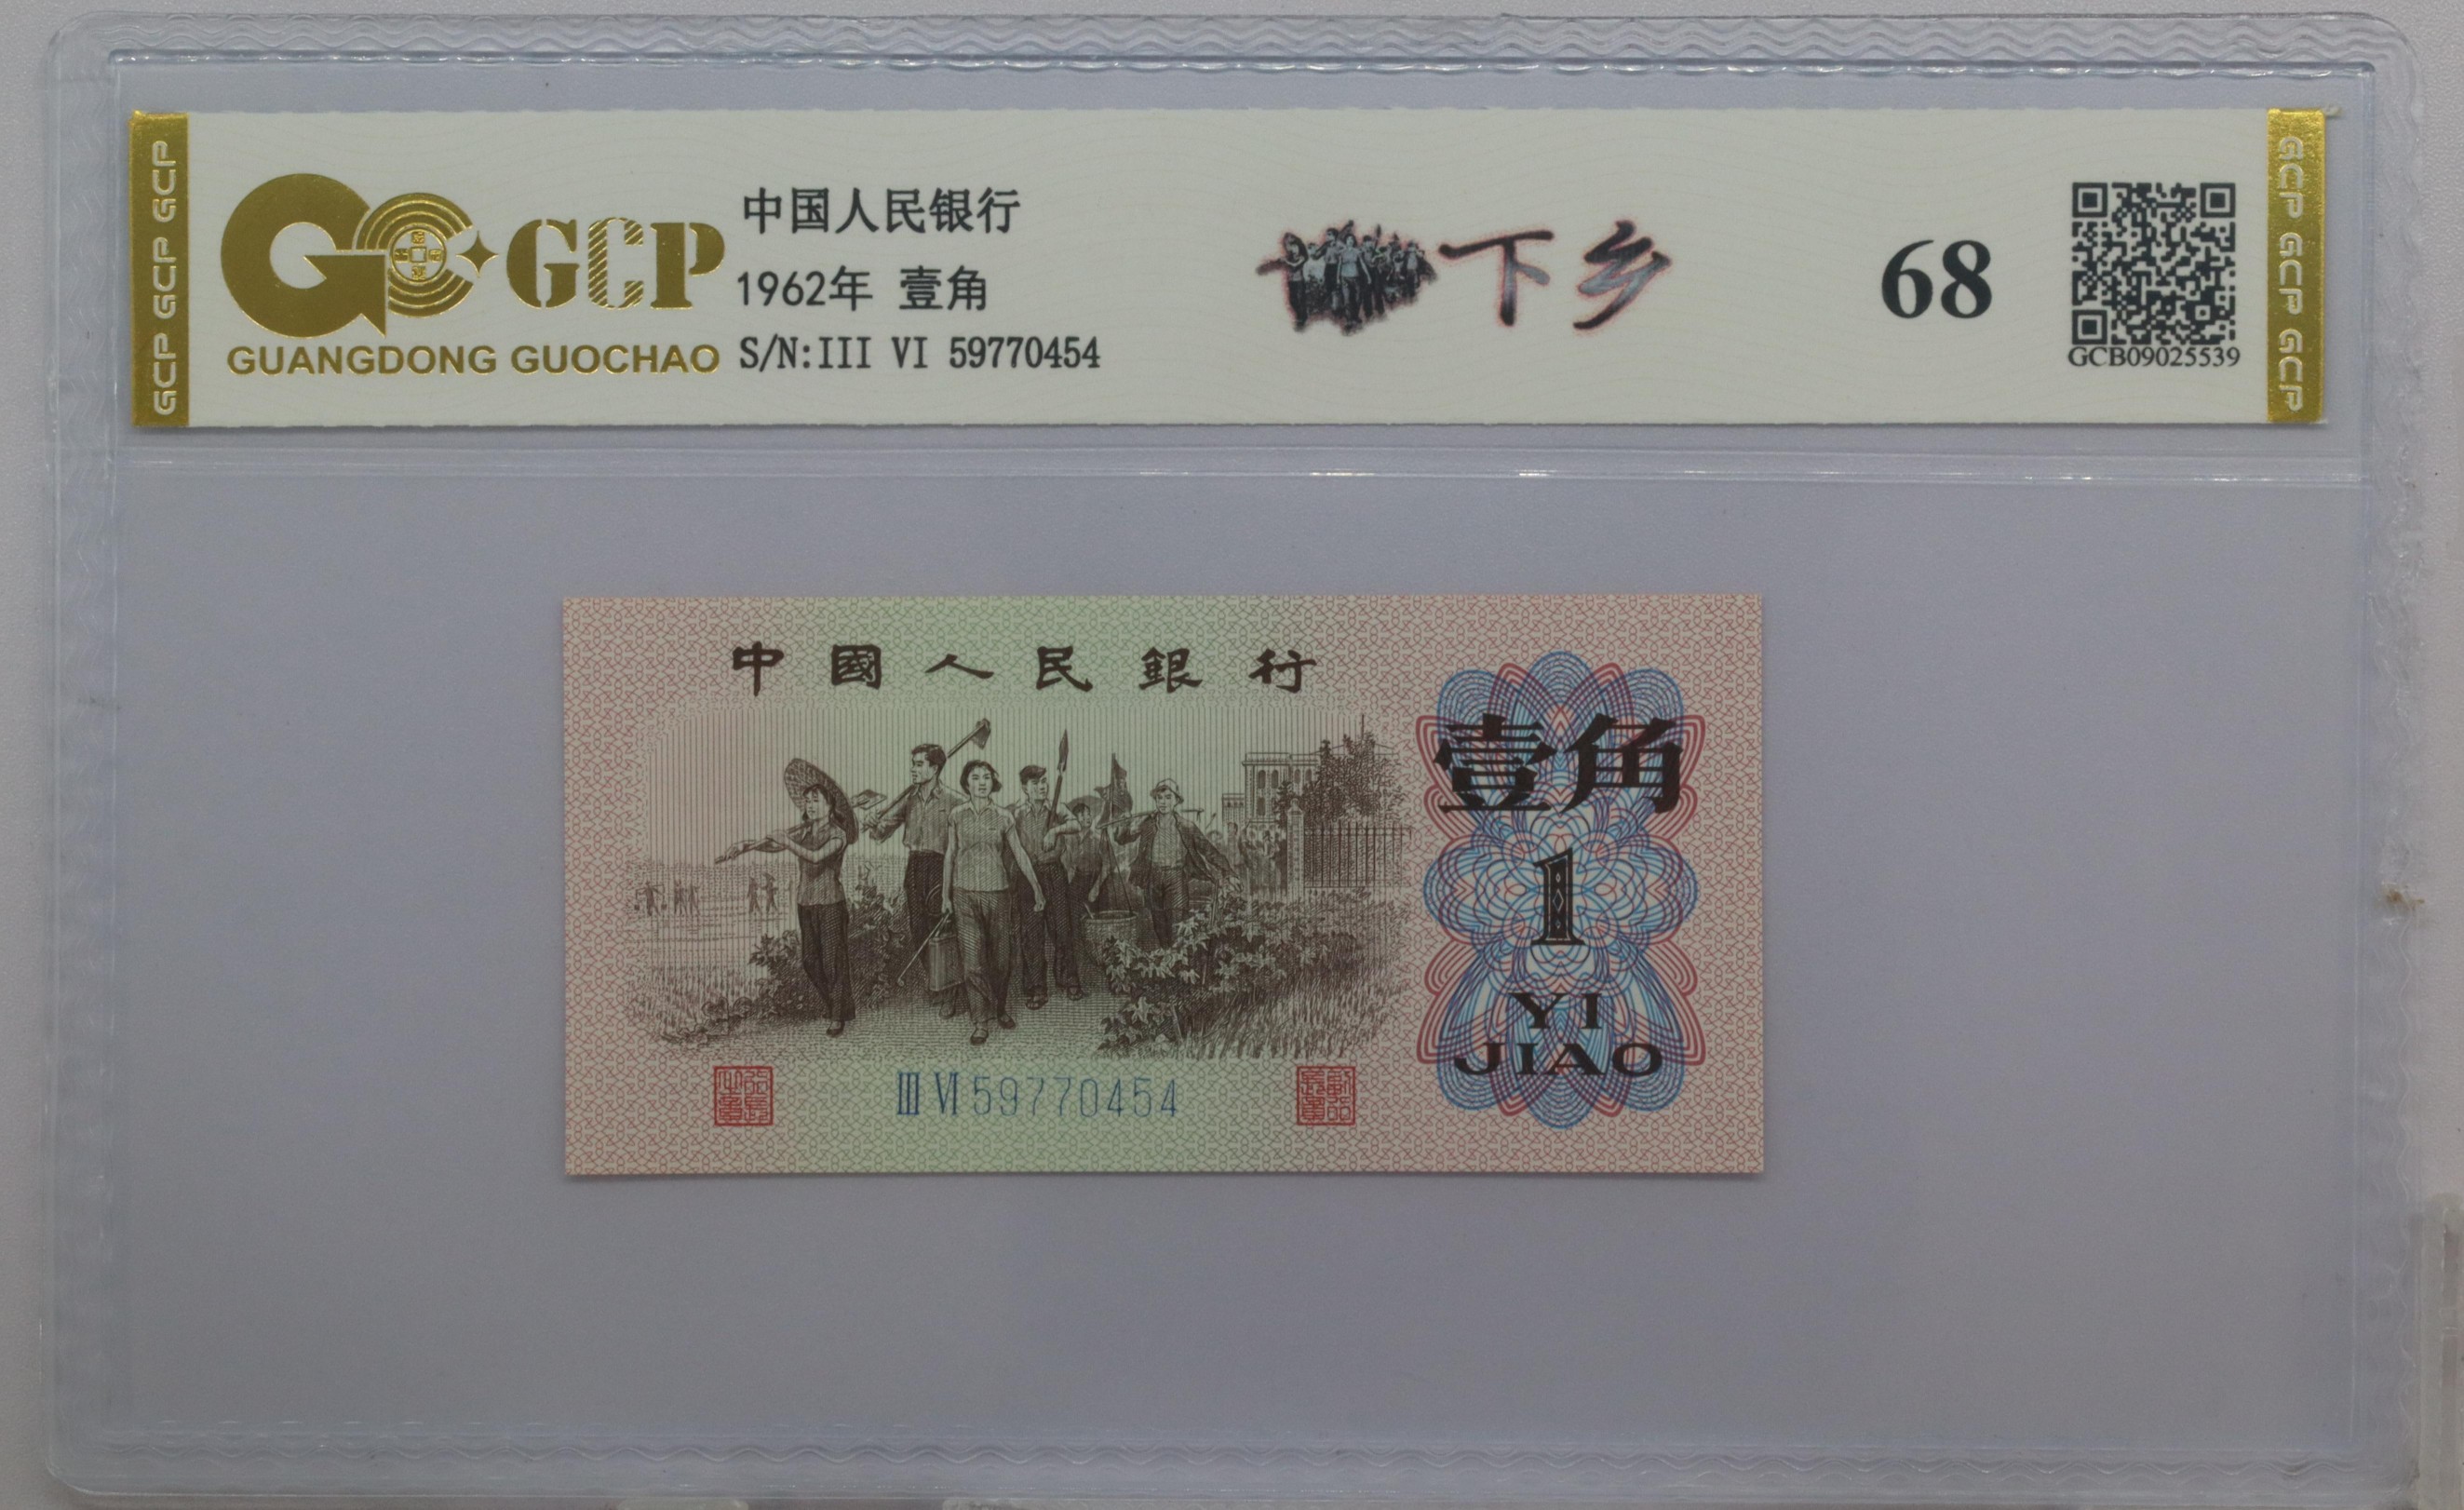 GCP GCP GCP
GCP
GUANGDONG GUOCHAO
中国人民银行
1962年 壹角
S/N:III VI 59770454
下乡
68
GCB09025539
GCP GCP GCP
中國人民銀行
壹角
1
YI
JIAO
III VI 59770454